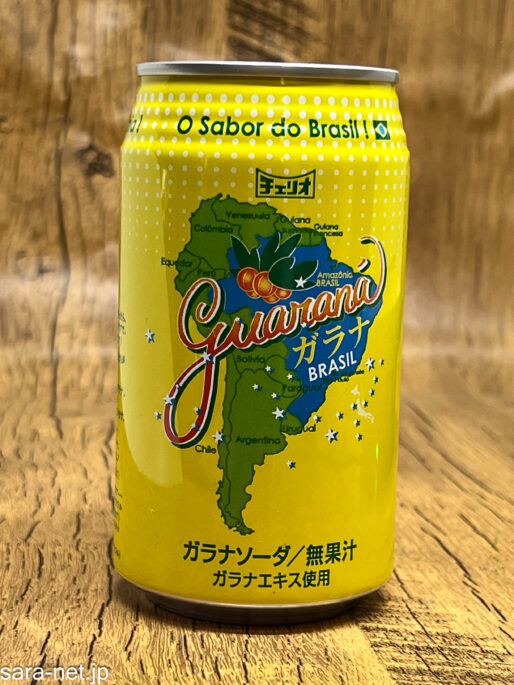 O Sabor do Brasil !
チェリオ
Venezuela
Guiana
Colômbia
Guiana
Francesa
Equador
Peru
Amazônia
BRASIL
Guaraná
ガラナ
BRASIL
Bolivia
Paraguai
Uruguai
Chile
Argentina
ガラナソーダ/無果汁
ガラナエキス使用
sara-net.jp